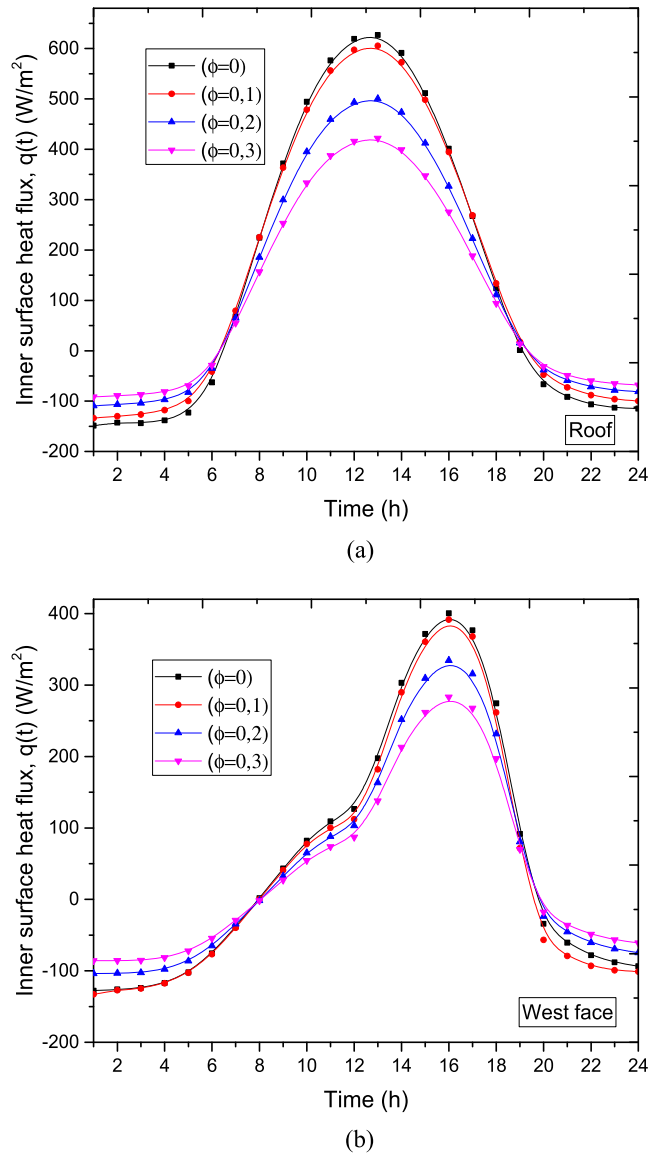 600
500
400
300
200
100
0
-100
-200
Inner surface heat flux, q(t) (W/m²)
(ϕ=0)
(ϕ=0,1)
(ϕ=0,2)
(ϕ=0,3)
Roof
2 4 6 8 10 12 14 16 18 20 22 24
Time (h)
(a)
400
300
200
100
0
-100
-200
Inner surface heat flux, q(t) (W/m²)
(ϕ=0)
(ϕ=0,1)
(ϕ=0,2)
(ϕ=0,3)
West face
2 4 6 8 10 12 14 16 18 20 22 24
Time (h)
(b)